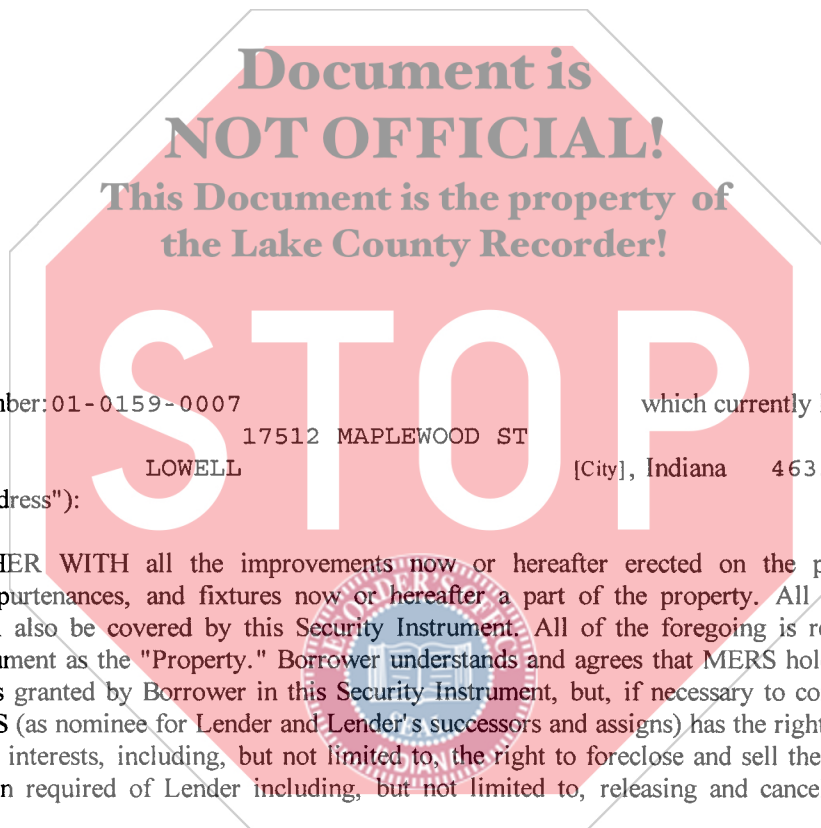 Document is
NOT OFFICIAL!
This Document is the property of
the Lake County Recorder!
STOP
nber:01-0159-0007 which currently
17512 MAPLEWOOD ST
LOWELL [City], Indiana 463
dress"):
HER WITH all the improvements now or hereafter erected on the p
purtenances, and fixtures now or hereafter a part of the property. All
also be covered by this Security Instrument. All of the foregoing is re
ument as the "Property." Borrower understands and agrees that MERS hol
s granted by Borrower in this Security Instrument, but, if necessary to co
S (as nominee for Lender and Lender's successors and assigns) has the right
interests, including, but not limited to, the right to foreclose and sell the
n required of Lender including, but not limited to, releasing and cance
RECORDER'S OFFICE
SEAL
INDIANA